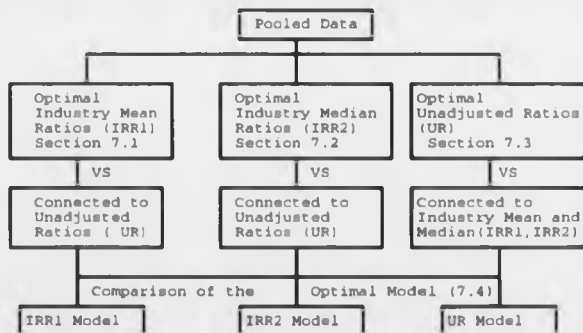 Pooled Data
Optimal
Industry Mean
Ratios (IRR1)
Section 7.1
Optimal
Industry Median
Ratios (IRR2)
Section 7.2
Optimal
Unadjusted Ratios
(UR)
Section 7.3
VS
VS
VS
Connected to
Unadjusted
Ratios ( UR)
Connected to
Unadjusted
Ratios (UR)
Connected to
Industry Mean and
Median(IRR1,IRR2)
Comparison of the Optimal Model (7.4)
IRR1 Model
IRR2 Model
UR Model